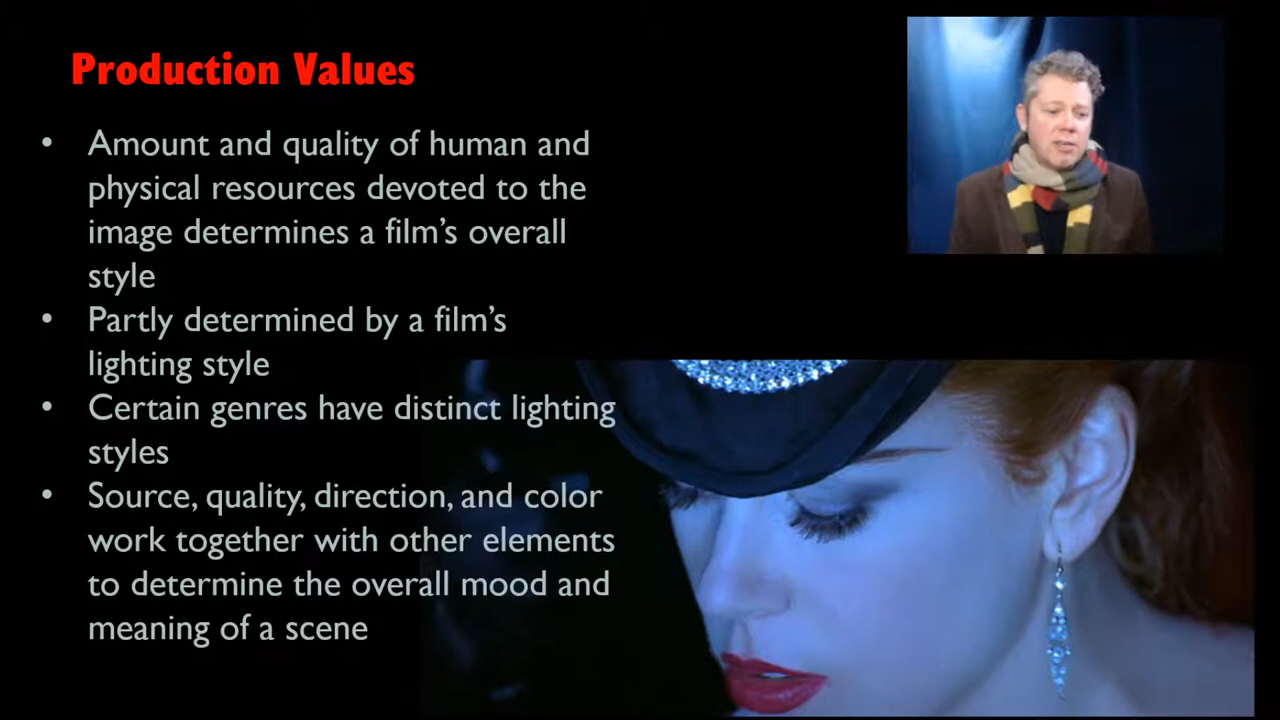 Production Values
• Amount and quality of human and
physical resources devoted to the
image determines a film’s overall
style
• Partly determined by a film’s
lighting style
• Certain genres have distinct lighting
styles
• Source, quality, direction, and color
work together with other elements
to determine the overall mood and
meaning of a scene